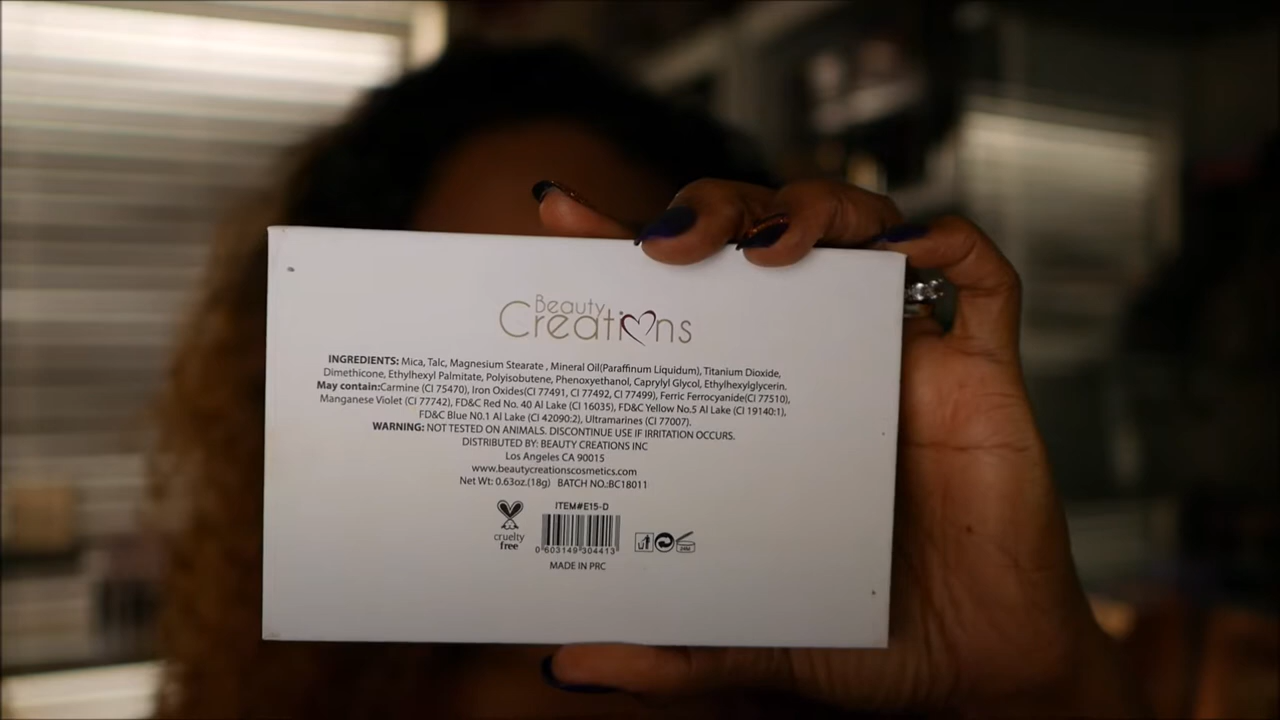 Beauty
Creations
INGREDIENTS: Mica, Talc, Magnesium Stearate , Mineral Oil(Paraffinum Liquidum), Titanium Dioxide,
Dimethicone, Ethylhexyl Palmitate, Polyisobutene, Phenoxyethanol, Caprylyl Glycol, Ethylhexylglycerin.
May contain:Carmine (CI 75470), Iron Oxides(CI 77491, CI 77492, CI 77499), Ferric Ferrocyanide(CI 77510),
Manganese Violet (CI 77742), FD&C Red No. 40 Al Lake (CI 16035), FD&C Yellow No.5 Al Lake (CI 19140:1),
FD&C Blue N0.1 Al Lake (CI 42090:2), Ultramarines (CI 77007).
WARNING: NOT TESTED ON ANIMALS. DISCONTINUE USE IF IRRITATION OCCURS.
DISTRIBUTED BY: BEAUTY CREATIONS INC
Los Angeles CA 90015
www.beautycreationscosmetics.com
Net Wt: 0.63oz.(18g) BATCH NO.:BC18011
ITEM#E15-D
cruelty
free
0 603149 304413
MADE IN PRC